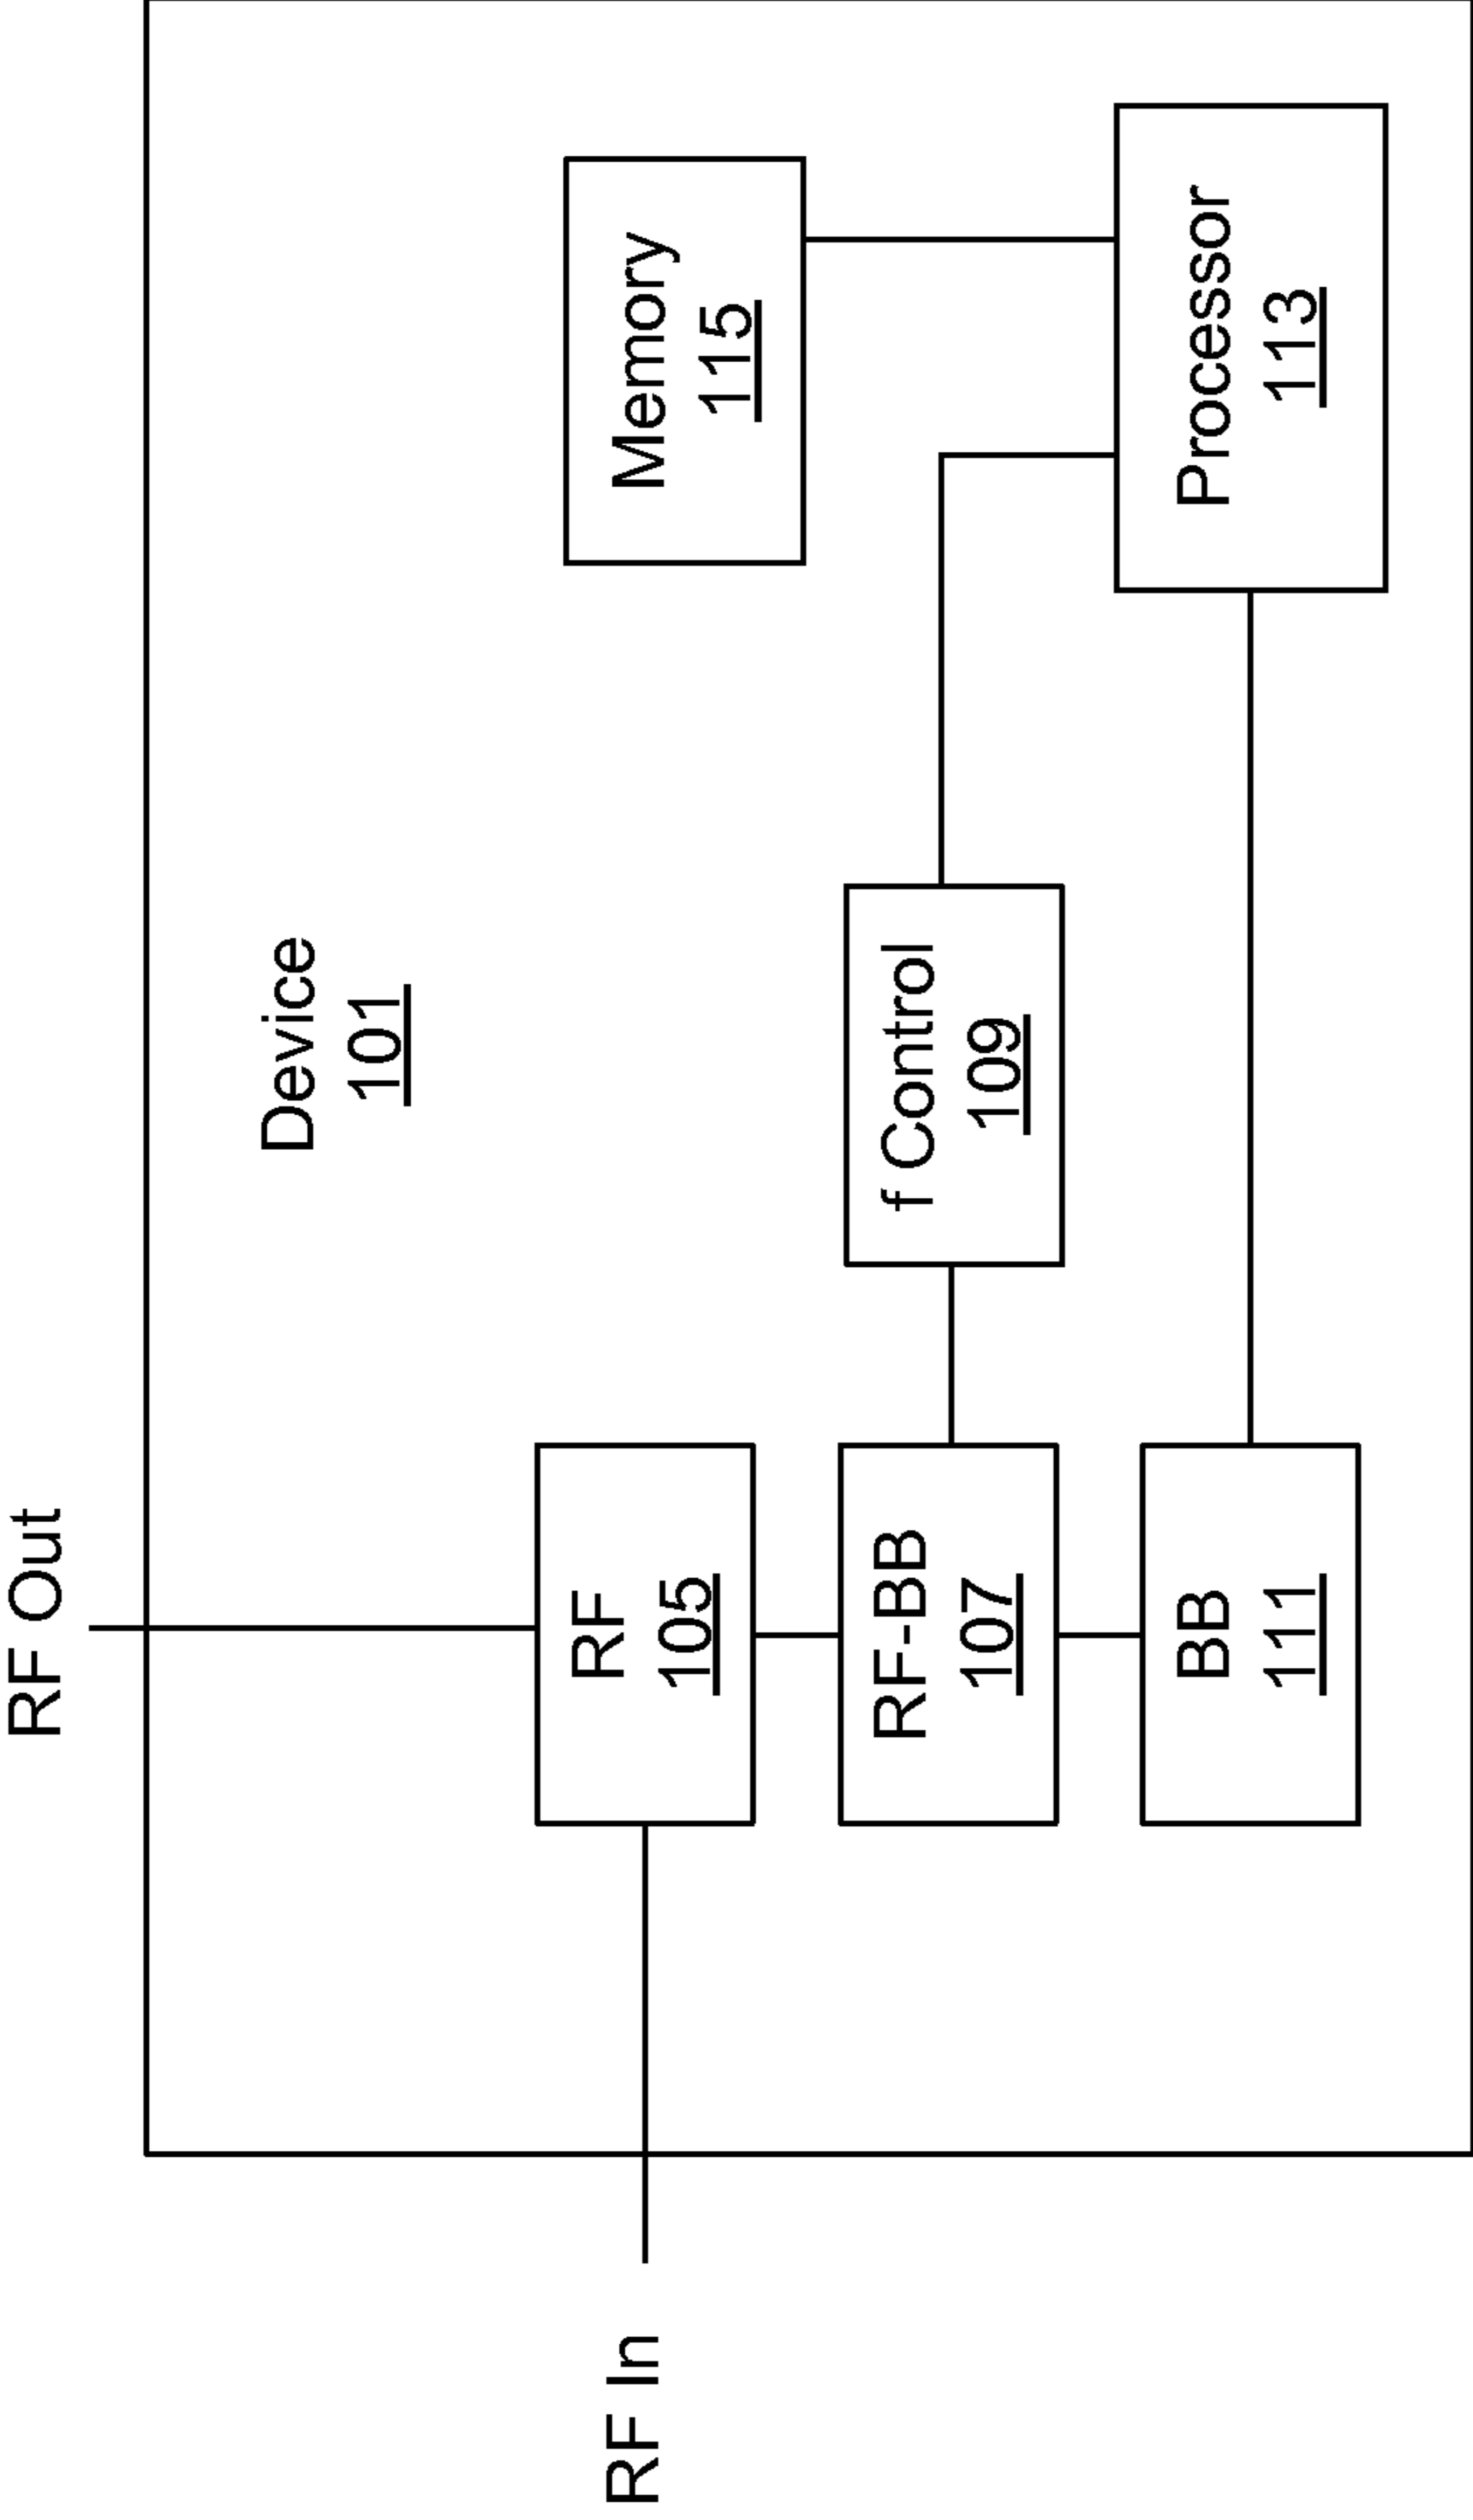 RF Out
Device
101
RF In
RF
105
Memory
115
RF-BB
107
f Control
109
BB
111
Processor
113